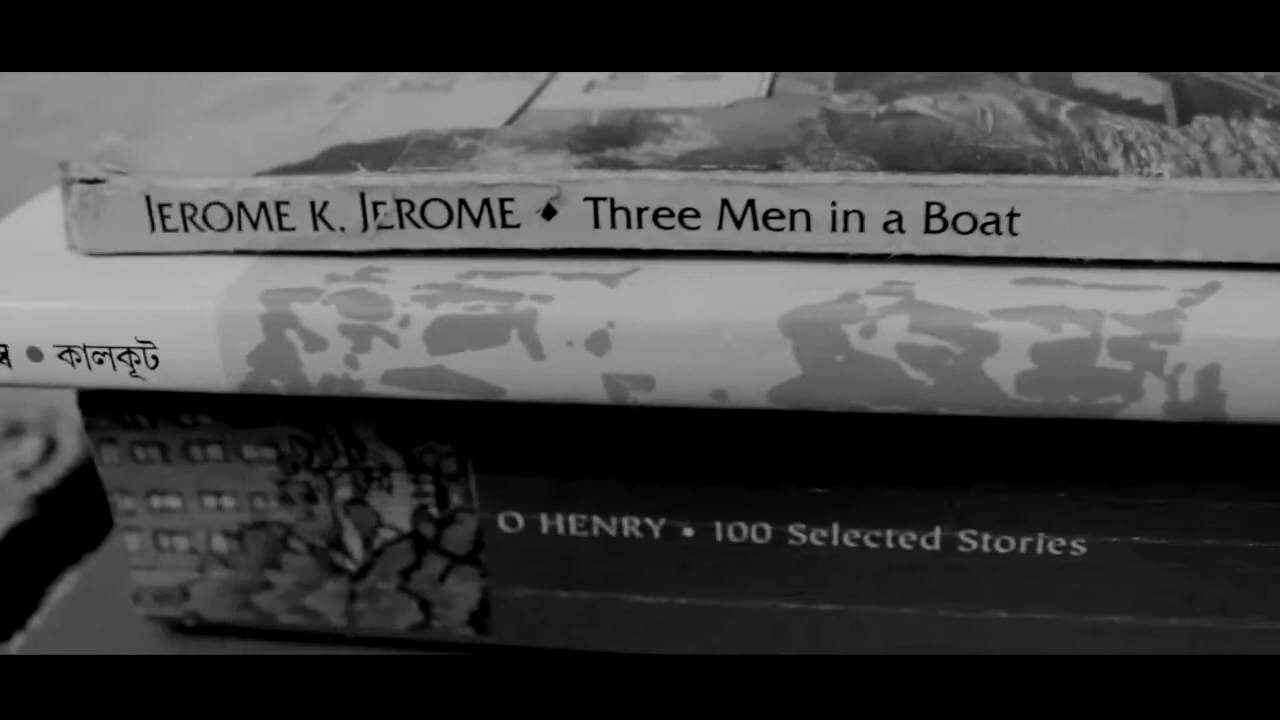 JEROME K. JEROME ◆ Three Men in a Boat
• কালকূট
O HENRY • 100 Selected Stories